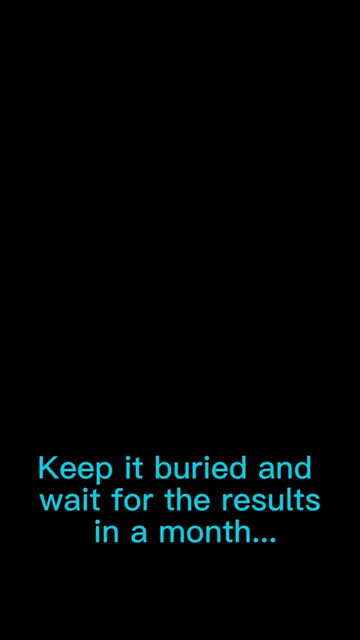 Keep it buried and
wait for the results
in a month...